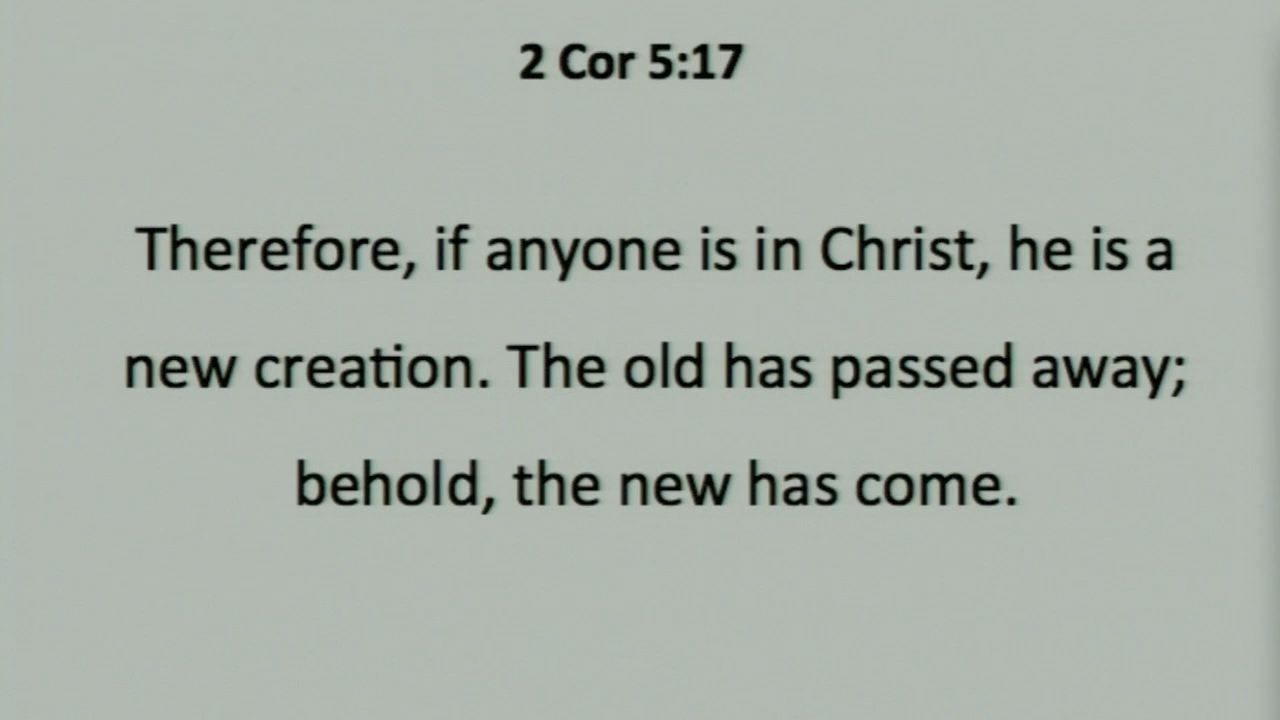 2 Cor 5:17
Therefore, if anyone is in Christ, he is a
new creation. The old has passed away;
behold, the new has come.